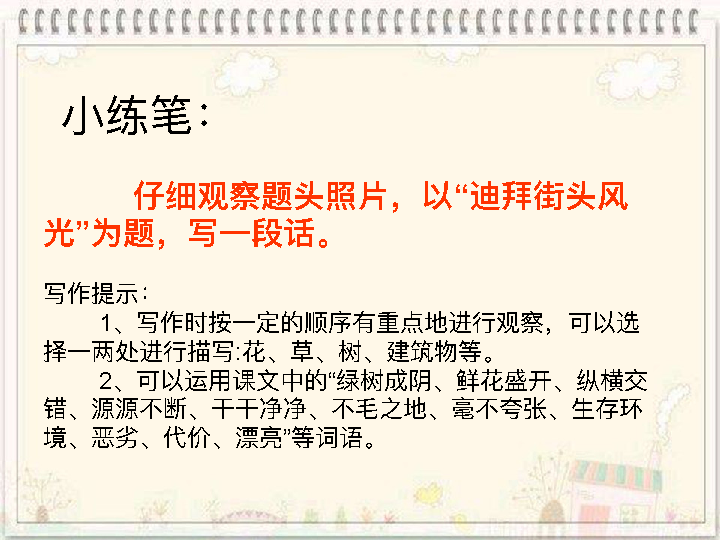 小练笔：
仔细观察题头照片，以“迪拜街头风
光”为题，写一段话。
写作提示：
1、写作时按一定的顺序有重点地进行观察，可以选
择一两处进行描写:花、草、树、建筑物等。
2、可以运用课文中的“绿树成阴、鲜花盛开、纵横交
错、源源不断、干干净净、不毛之地、毫不夸张、生存环
境、恶劣、代价、漂亮”等词语。